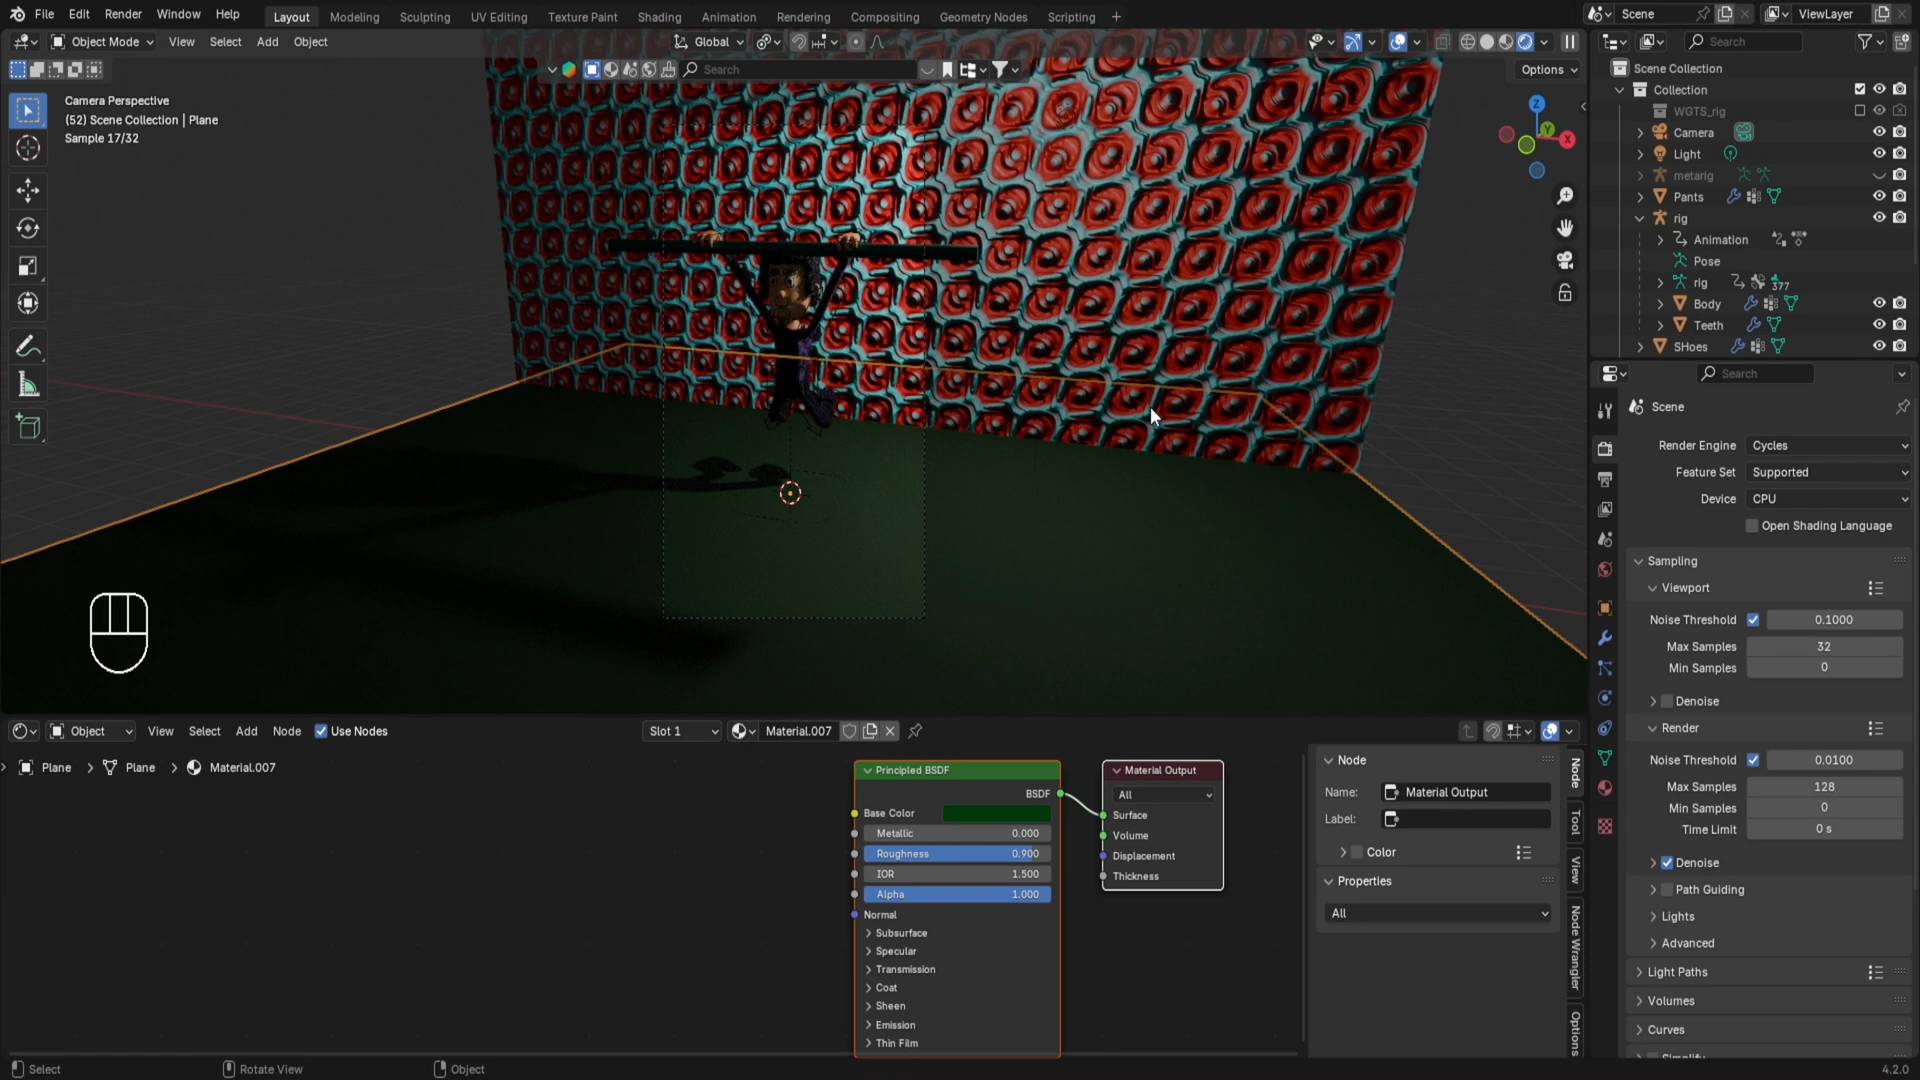 File Edit Render Window Help Layout Modeling Sculpting UV Editing Texture Paint Shading Animation Rendering Compositing Geometry Nodes Scripting + Scene ViewLayer
Object Mode View Select Add Object Global Search
Search Options
Camera Perspective
(52) Scene Collection | Plane
Sample 17/32
Z
Y
X
Scene Collection
Collection
WGTS_rig
Camera
Light
metarig
Pants
rig
Animation
Pose
rig 377
Body
Teeth
SHoes
Search
Scene
Render Engine Cycles
Feature Set Supported
Device CPU
Open Shading Language
Sampling
Viewport
Noise Threshold 0.1000
Max Samples 32
Min Samples 0
Denoise
Render
Noise Threshold 0.0100
Max Samples 128
Min Samples 0
Time Limit 0 s
Denoise
Path Guiding
Lights
Advanced
Light Paths
Volumes
Curves
Object View Select Add Node Use Nodes Slot 1 Material.007
Plane Plane Material.007
Principled BSDF
BSDF
Base Color
Metallic 0.000
Roughness 0.900
IOR 1.500
Alpha 1.000
Normal
Subsurface
Specular
Transmission
Coat
Sheen
Emission
Thin Film
Material Output
All
Surface
Volume
Displacement
Thickness
Node
Name: Material Output
Label:
Color
Properties
All
Node
Tool
View
Node Wrangler
Options
Select Rotate View Object 4.2.0